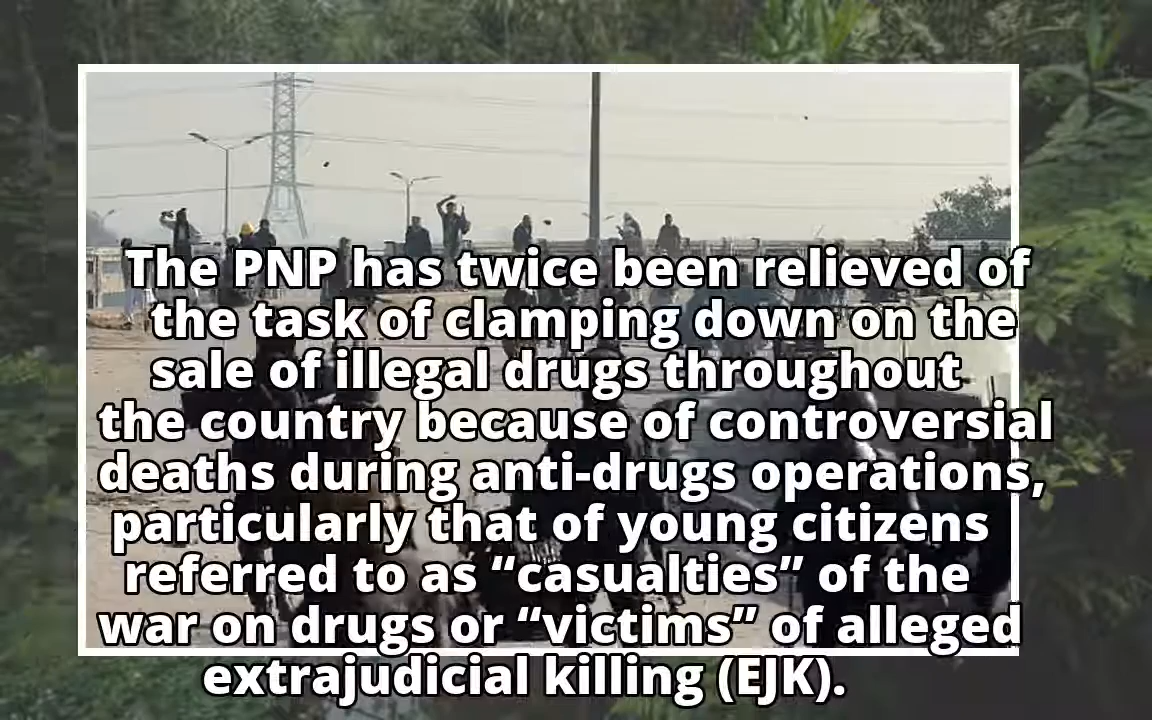 The PNP has twice been relieved of
the task of clamping down on the
sale of illegal drugs throughout
the country because of controversial
deaths during anti-drugs operations,
particularly that of young citizens
referred to as “casualties” of the
war on drugs or “victims” of alleged
extrajudicial killing (EJK).